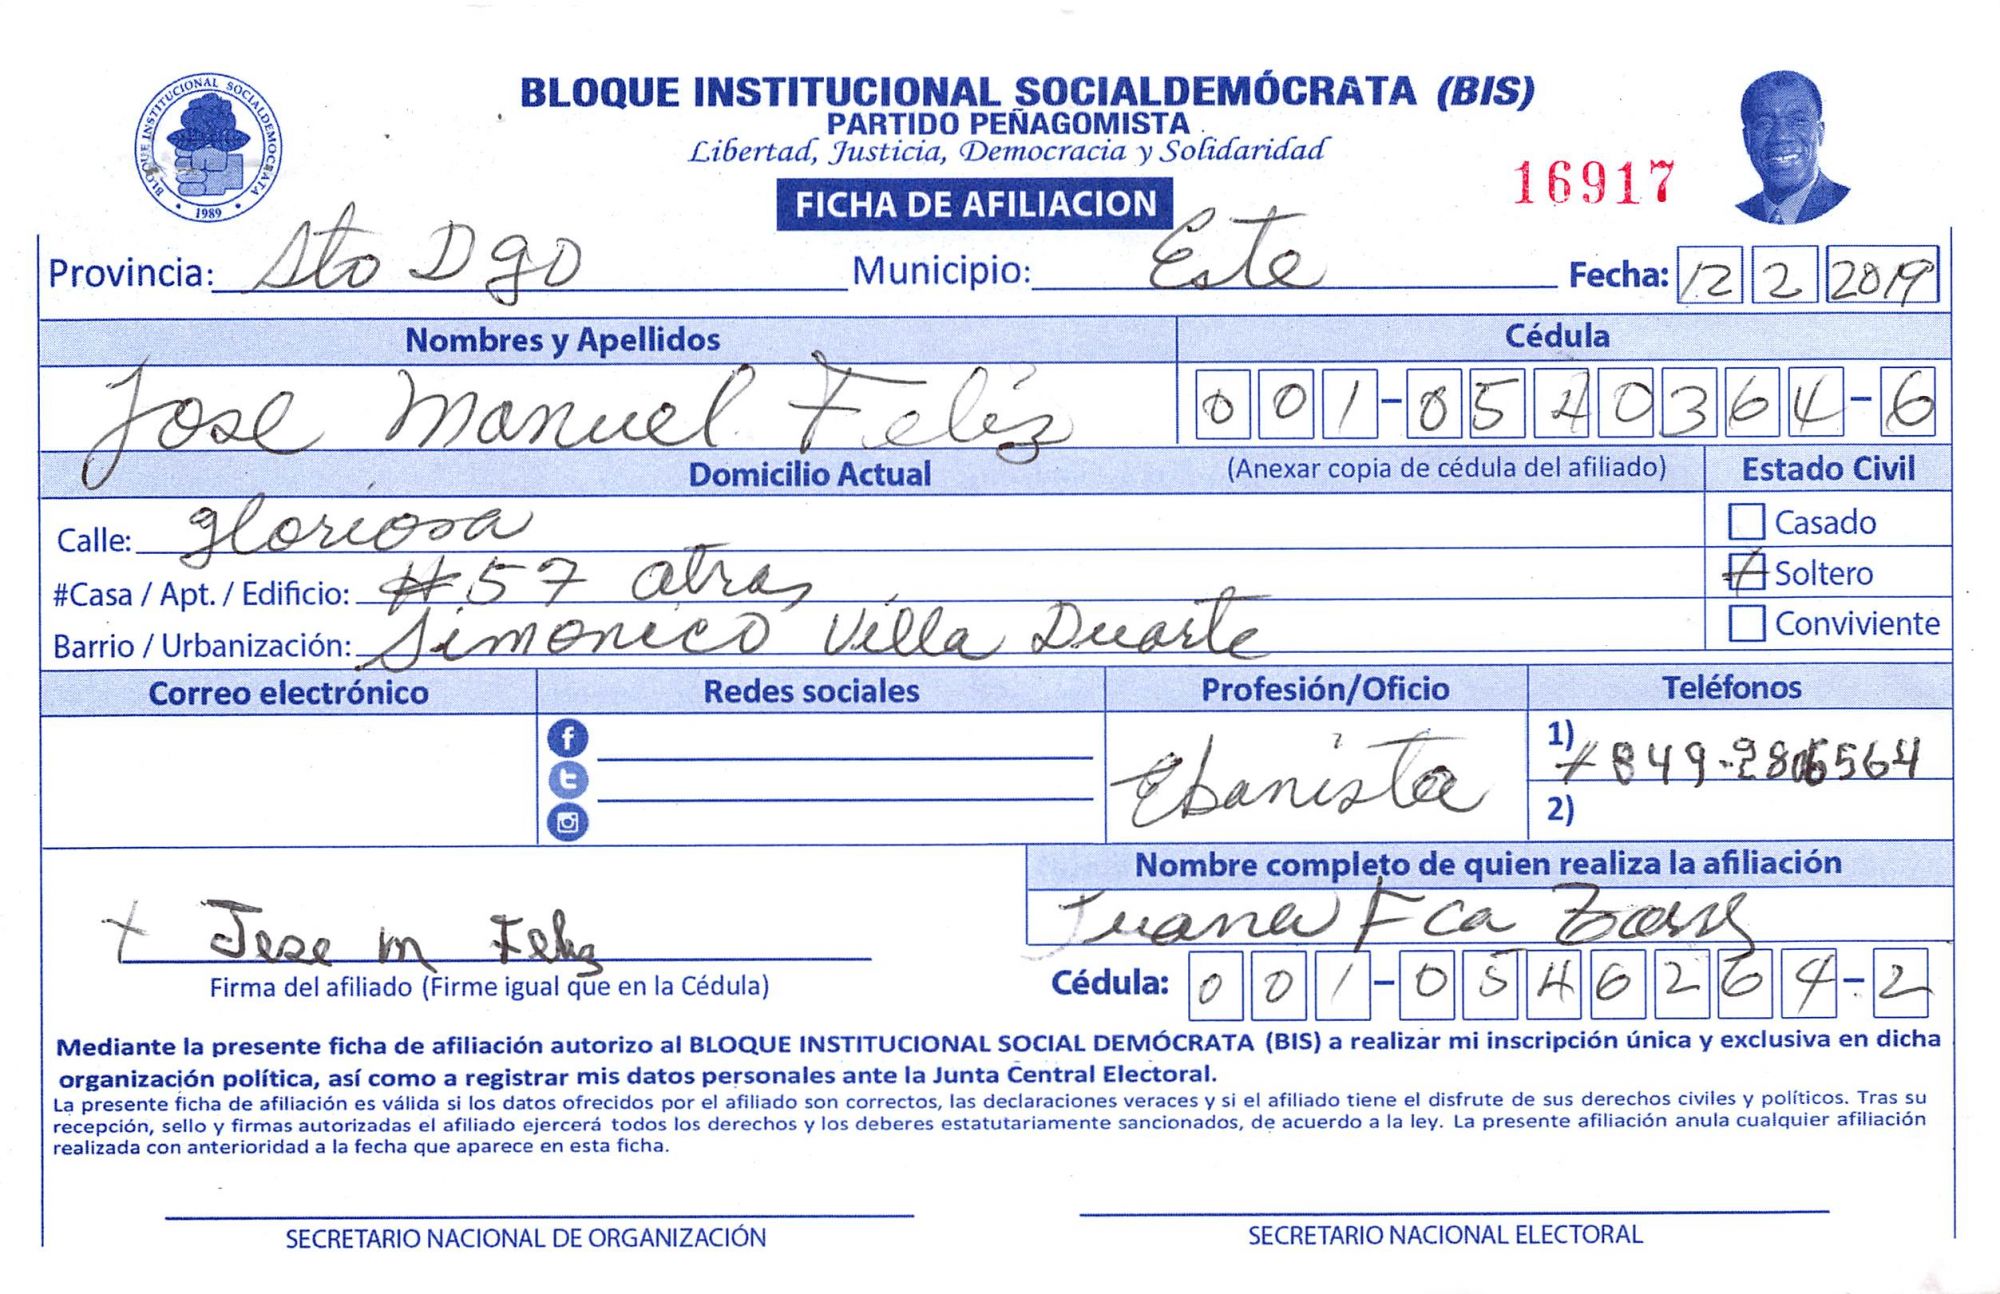 BLOQUE INSTITUCIONAL SOCIALDEMÓCRATA (BIS)
PARTIDO PEÑAGOMISTA
Libertad, Justicia, Democracia y Solidaridad
BLOQUE INSTITUCIONAL SOCIALDEMOCRATA
1989
16917
FICHA DE AFILIACION
Provincia: Sto Dgo Municipio: Este Fecha: 12 2 2019
Nombres y Apellidos Cédula
Jose Manuel Feliz 001-0540364-6
Domicilio Actual (Anexar copia de cédula del afiliado) Estado Civil
Calle: gloriosa Casado
#Casa / Apt. / Edificio: #57 atras Soltero
Barrio / Urbanización: Simonico Villa Duarte Conviviente
Correo electrónico Redes sociales Profesión/Oficio Teléfonos
Ebanista
1) 849-
2)
Nombre completo de quien realiza la afiliación
Juana Fca
Jose m Feliz
Firma del afiliado (Firme igual que en la Cédula) Cédula: 001-0546264-2
Mediante la presente ficha de afiliación autorizo al BLOQUE INSTITUCIONAL SOCIAL DEMÓCRATA (BIS) a realizar mi inscripción única y exclusiva en dicha
organización política, así como a registrar mis datos personales ante la Junta Central Electoral.
La presente ficha de afiliación es válida si los datos ofrecidos por el afiliado son correctos, las declaraciones veraces y si el afiliado tiene el disfrute de sus derechos civiles y políticos. Tras su
recepción, sello y firmas autorizadas el afiliado ejercerá todos los derechos y los deberes estatutariamente sancionados, de acuerdo a la ley. La presente afiliación anula cualquier afiliación
realizada con anterioridad a la fecha que aparece en esta ficha.
SECRETARIO NACIONAL DE ORGANIZACIÓN SECRETARIO NACIONAL ELECTORAL